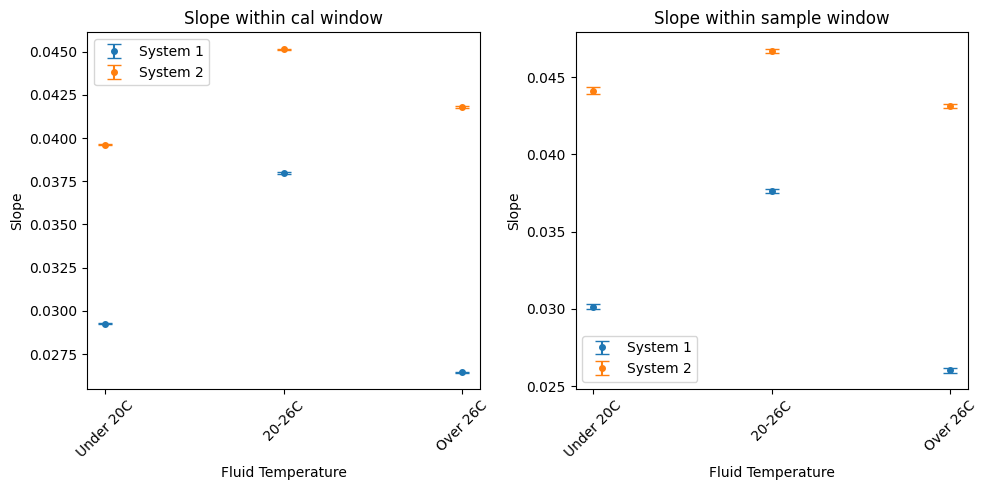 Slope within cal window
System 1
System 2
0.0450
0.0425
0.0400
0.0375
0.0350
0.0325
0.0300
0.0275
Slope
Under 20C
20-26C
Over 26C
Fluid Temperature
Slope within sample window
0.045
0.040
0.035
0.030
0.025
Slope
System 1
System 2
Under 20C
20-26C
Over 26C
Fluid Temperature